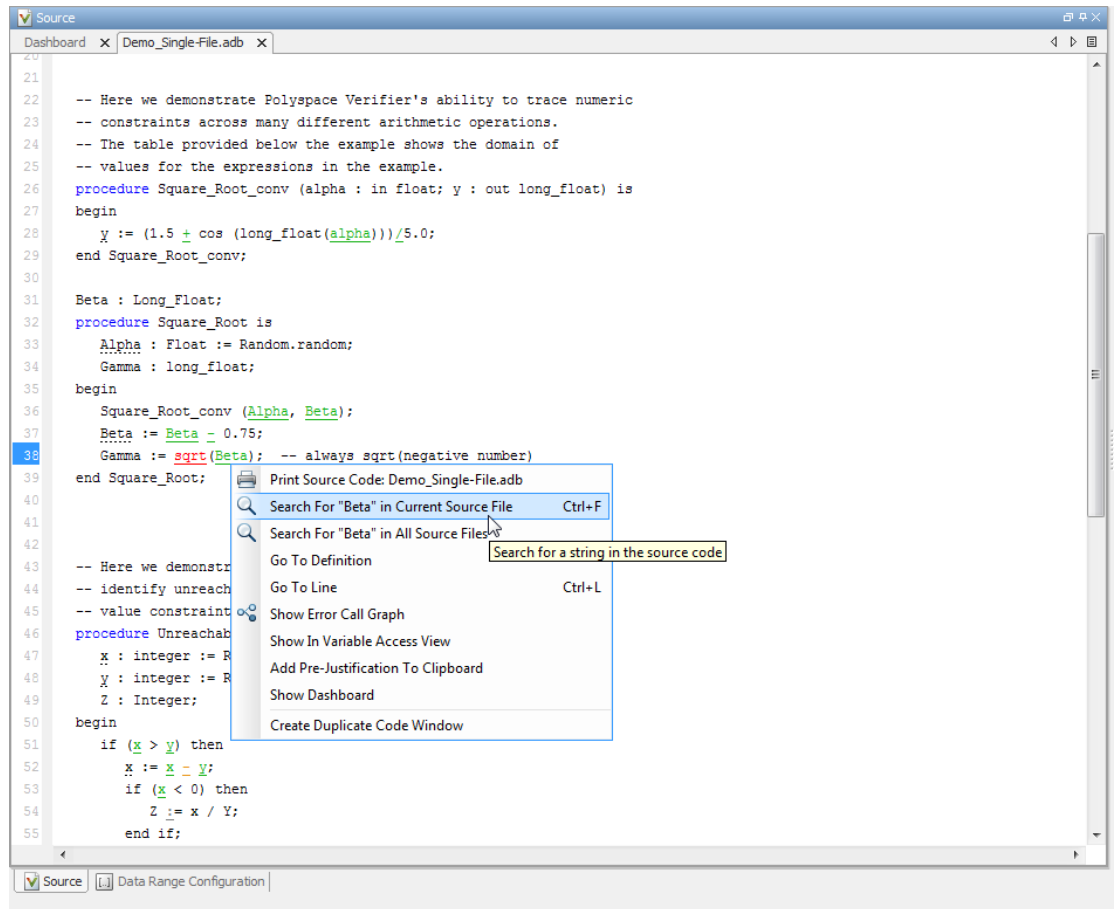 Source
Dashboard Demo_Single-File.adb
20
21
22 -- Here we demonstrate Polyspace Verifier's ability to trace numeric
23 -- constraints across many different arithmetic operations.
24 -- The table provided below the example shows the domain of
25 -- values for the expressions in the example.
26 procedure Square_Root_conv (alpha : in float; y : out long_float) is
27 begin
28 y := (1.5 + cos (long_float(alpha)))/5.0;
29 end Square_Root_conv;
30
31 Beta : Long_Float;
32 procedure Square_Root is
33 Alpha : Float := Random.random;
34 Gamma : long_float;
35 begin
36 Square_Root_conv (Alpha, Beta);
37 Beta := Beta - 0.75;
38 Gamma := sqrt(Beta); -- always sqrt(negative number)
39 end Square_Root;
Print Source Code: Demo_Single-File.adb
40
Search For "Beta" in Current Source File Ctrl+F
41
Search For "Beta" in All Source Files
42
Search for a string in the source code
43 -- Here we demonstr
Go To Definition
44 -- identify unreach
Go To Line Ctrl+L
45 -- value constraint
Show Error Call Graph
46 procedure Unreachab
Show In Variable Access View
47 x : integer := R
Add Pre-Justification To Clipboard
48 y : integer := R
49 Z : Integer;
Show Dashboard
50 begin
Create Duplicate Code Window
51 if (x > y) then
52 x := x - y;
53 if (x < 0) then
54 Z := x / Y;
55 end if;
Source [..] Data Range Configuration